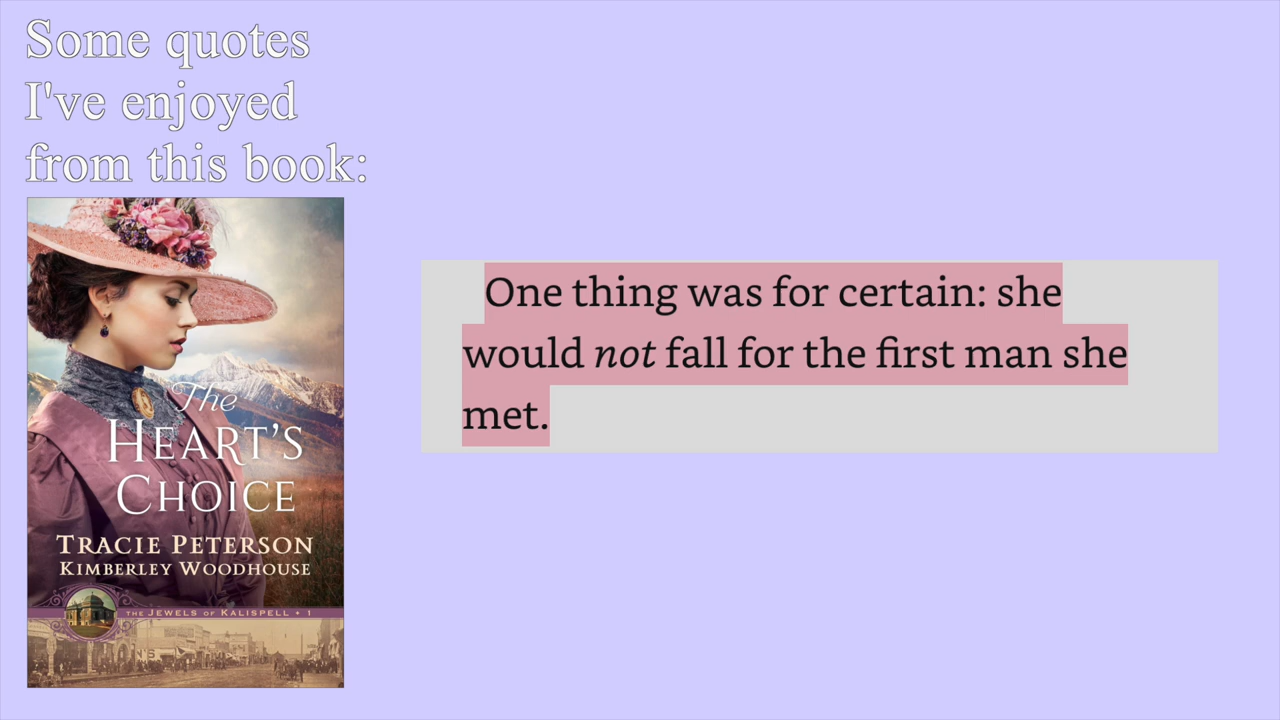 Some quotes
I've enjoyed
from this book:
The
HEART'S
CHOICE
TRACIE PETERSON
KIMBERLEY WOODHOUSE
THE JEWELS OF KALISPELL • 1
One thing was for certain: she
would not fall for the first man she
met.